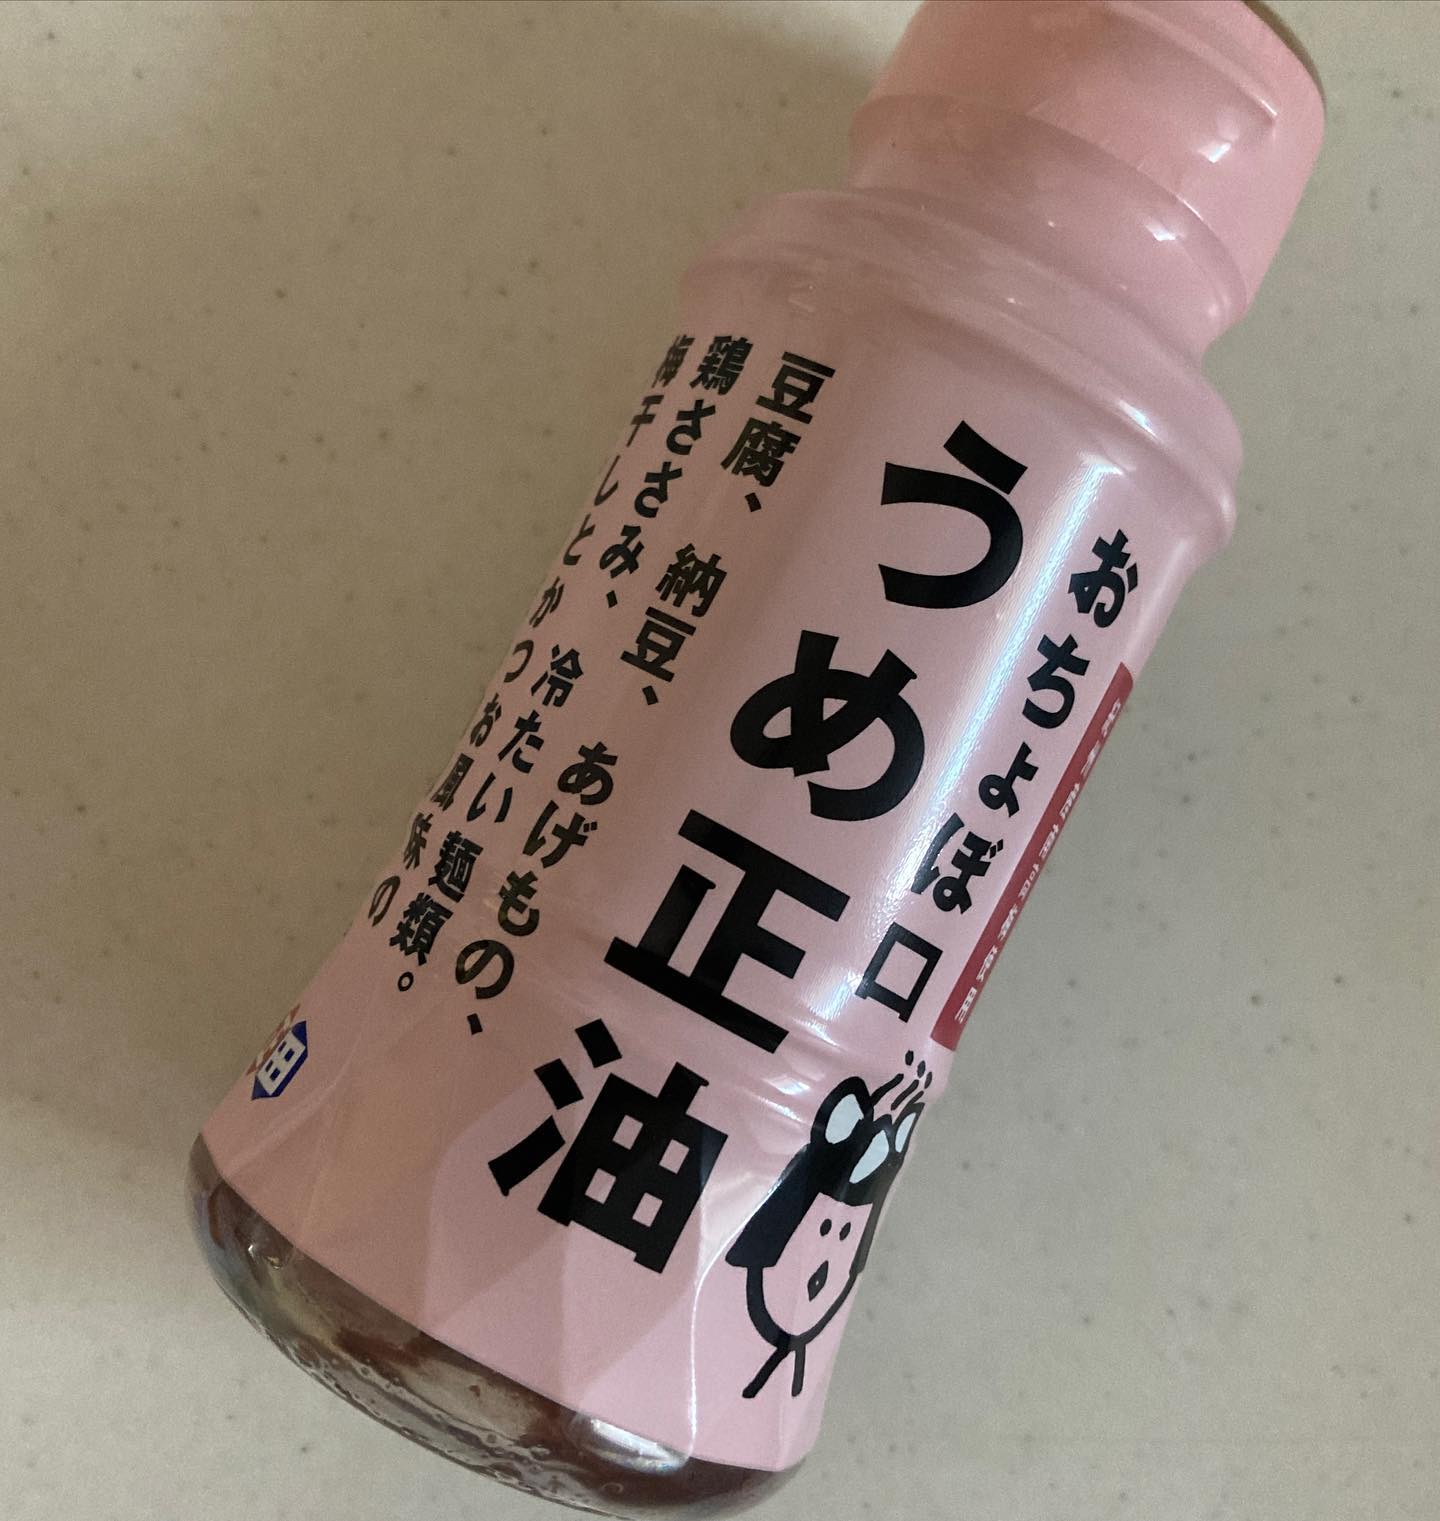 おちょぼ口
うめ正油
豆腐、納豆、あげもの、
鶏ささみ、冷たい麺類。
梅干しとかつお風味の